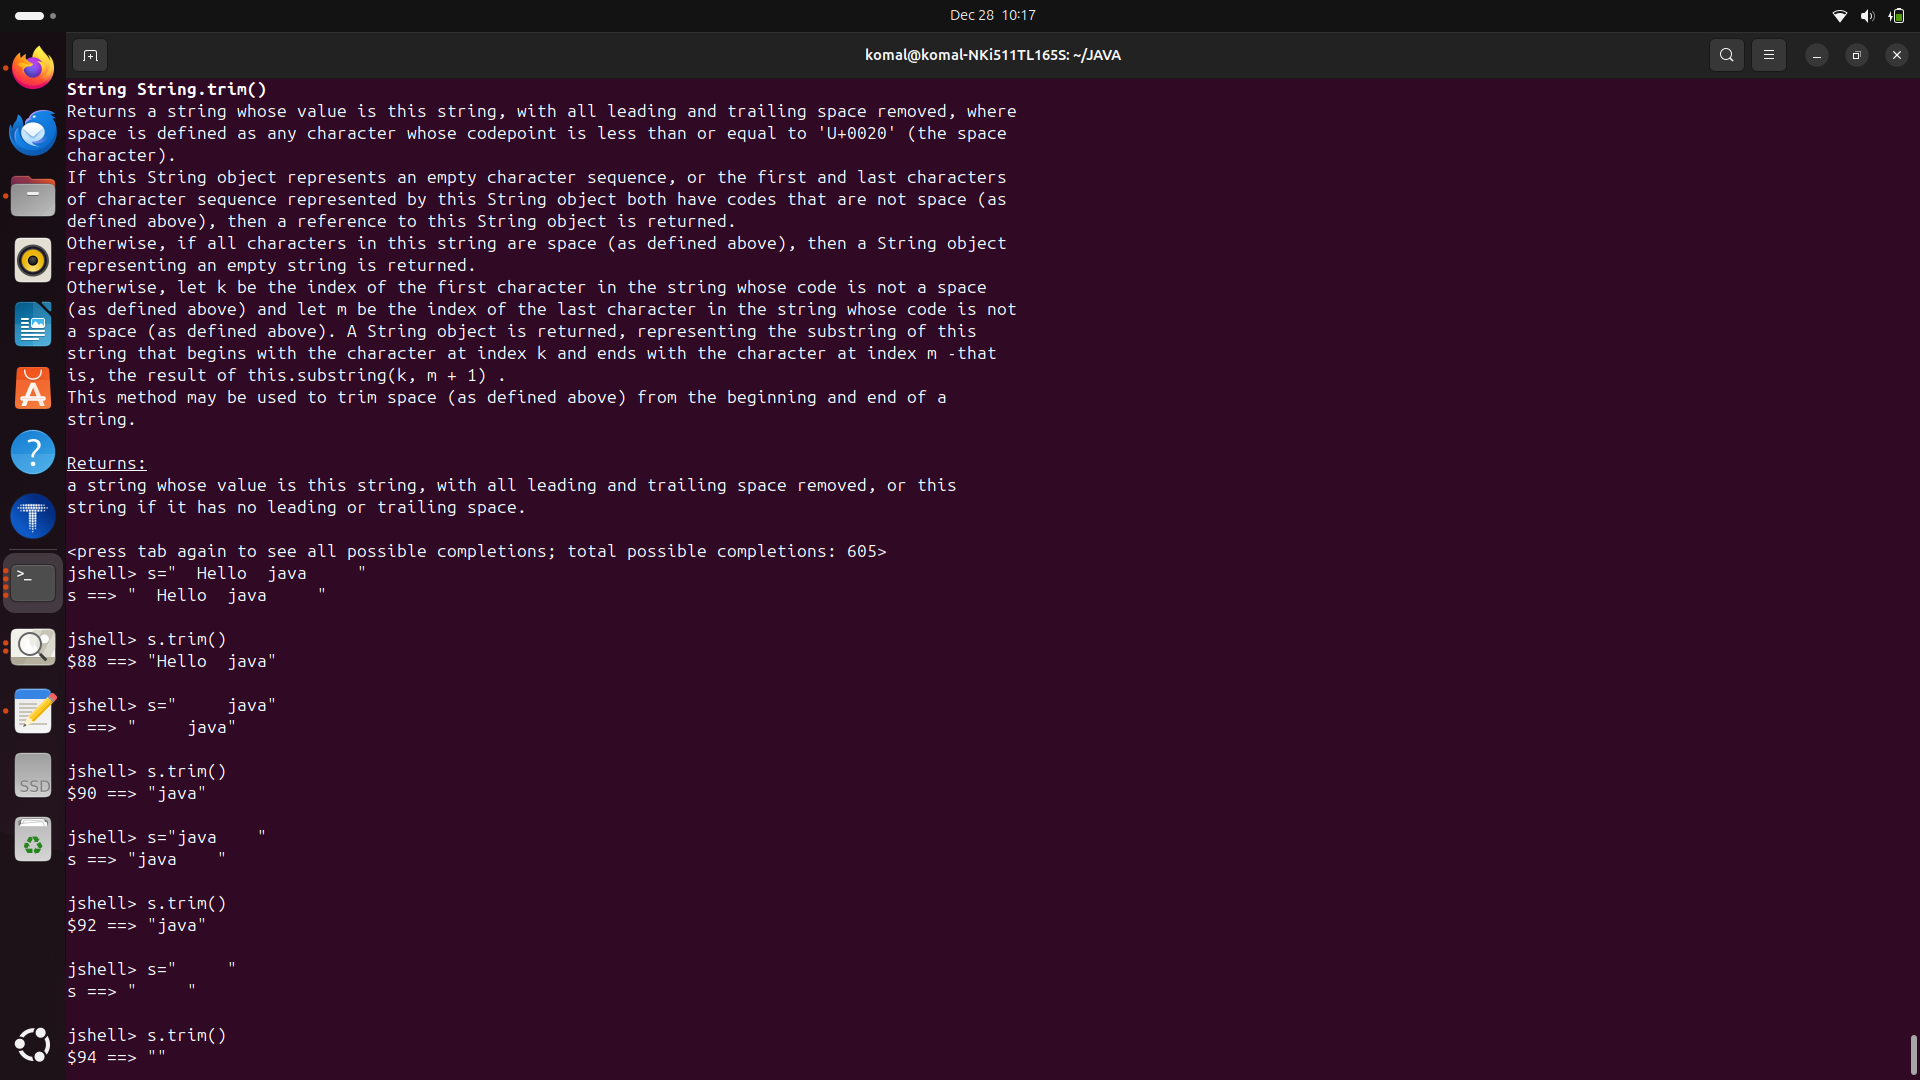 Dec 28  10:17
komal@komal-NKi511TL165S: ~/JAVA
String String.trim()
Returns a string whose value is this string, with all leading and trailing space removed, where
space is defined as any character whose codepoint is less than or equal to 'U+0020' (the space
character).
If this String object represents an empty character sequence, or the first and last characters
of character sequence represented by this String object both have codes that are not space (as
defined above), then a reference to this String object is returned.
Otherwise, if all characters in this string are space (as defined above), then a String object
representing an empty string is returned.
Otherwise, let k be the index of the first character in the string whose code is not a space
(as defined above) and let m be the index of the last character in the string whose code is not
a space (as defined above). A String object is returned, representing the substring of this
string that begins with the character at index k and ends with the character at index m -that
is, the result of this.substring(k, m + 1) .
This method may be used to trim space (as defined above) from the beginning and end of a
string.
Returns:
a string whose value is this string, with all leading and trailing space removed, or this
string if it has no leading or trailing space.
<press tab again to see all possible completions; total possible completions: 605>
jshell> s="  Hello  java     "
s ==> "  Hello  java     "
jshell> s.trim()
$88 ==> "Hello  java"
jshell> s="     java"
s ==> "     java"
jshell> s.trim()
$90 ==> "java"
jshell> s="java    "
s ==> "java    "
jshell> s.trim()
$92 ==> "java"
jshell> s="     "
s ==> "     "
jshell> s.trim()
$94 ==> ""
SSD